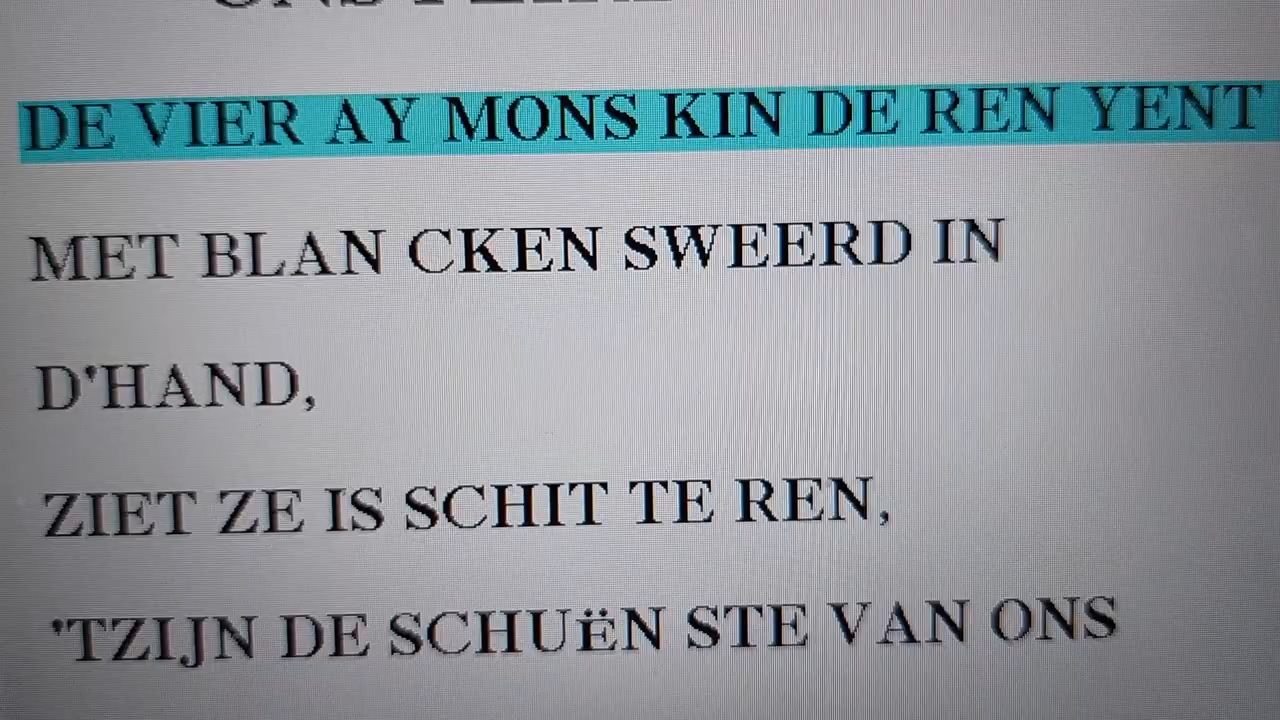 DE VIER AY MONS KIN DE REN YENT
MET BLAN CKEN SWEERD IN
D'HAND,
ZIET ZE IS SCHIT TE REN,
'TZIJN DE SCHUËN STE VAN ONS